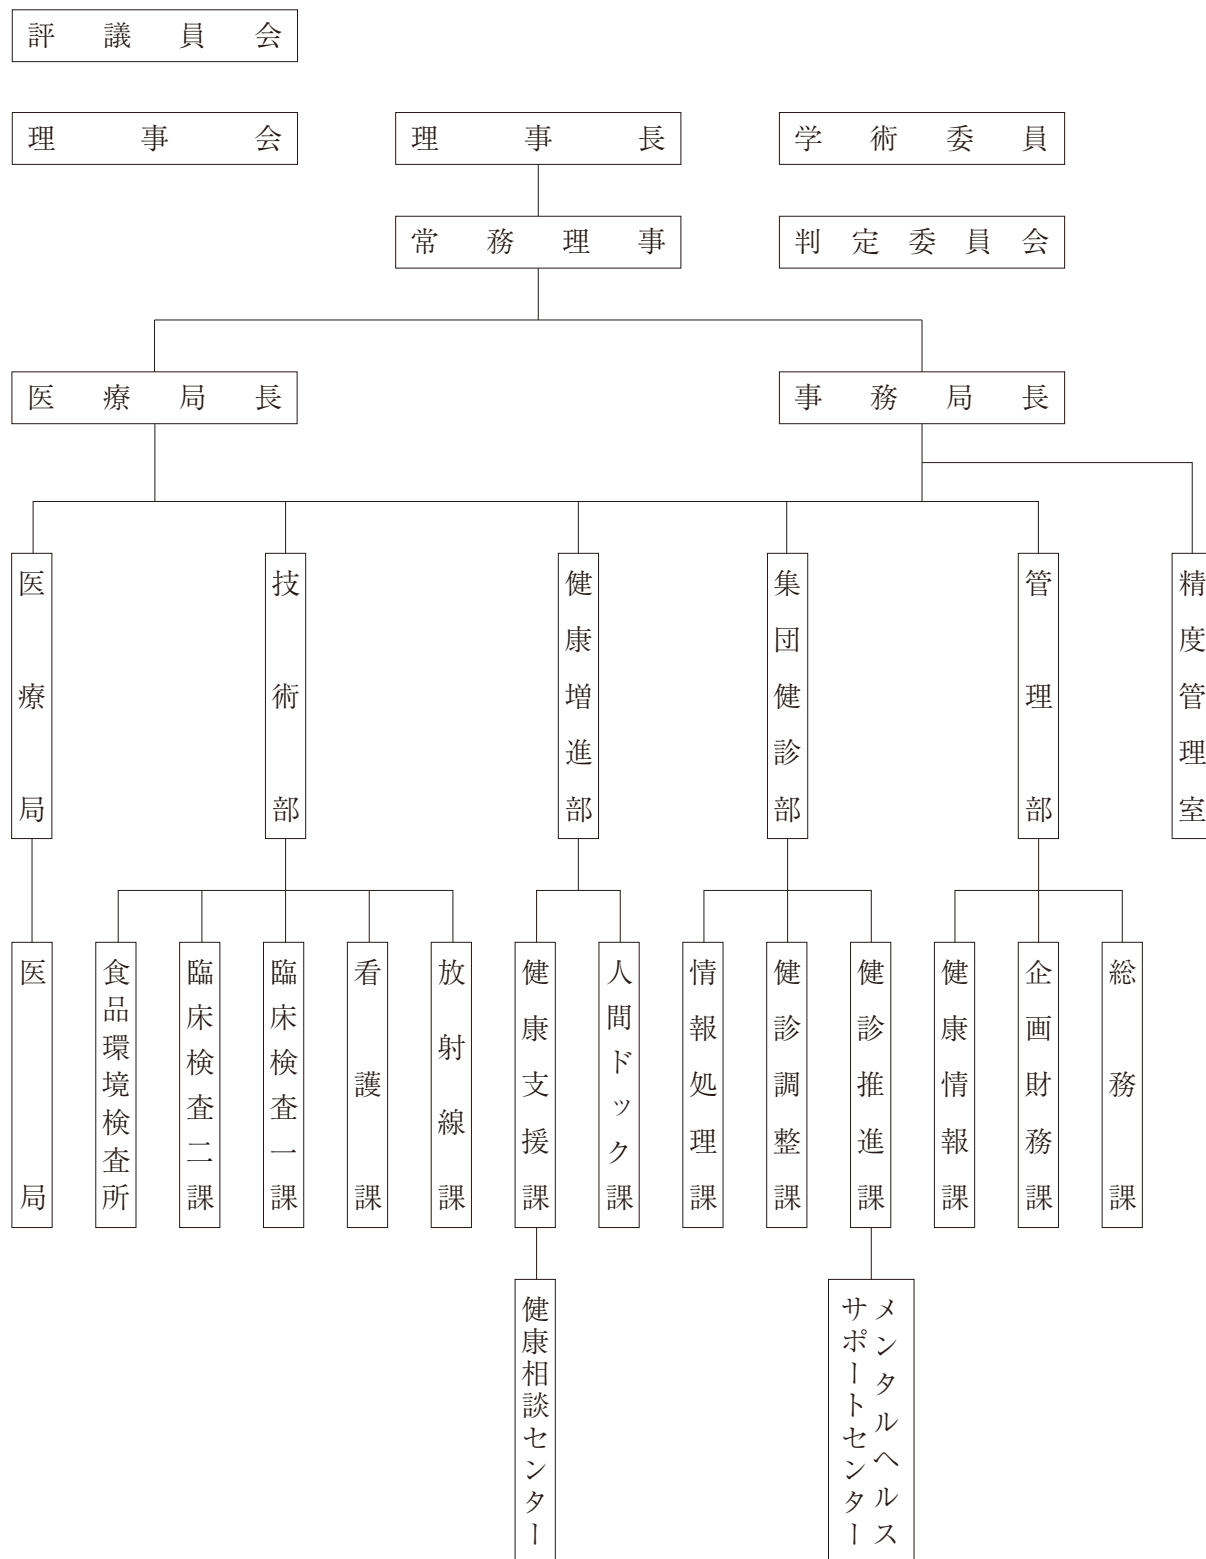 評議員会
理事会
理事長
学術委員
常務理事
判定委員会
医療局長
事務局長
医療局
技術部
健康増進部
集団健診部
管理部
精度管理室
医局
食品環境検査所
臨床検査二課
臨床検査一課
看護課
放射線課
健康支援課
人間ドック課
情報処理課
健診調整課
健診推進課
健康情報課
企画財務課
総務課
健康相談センター
メンタルヘルス
サポートセンター